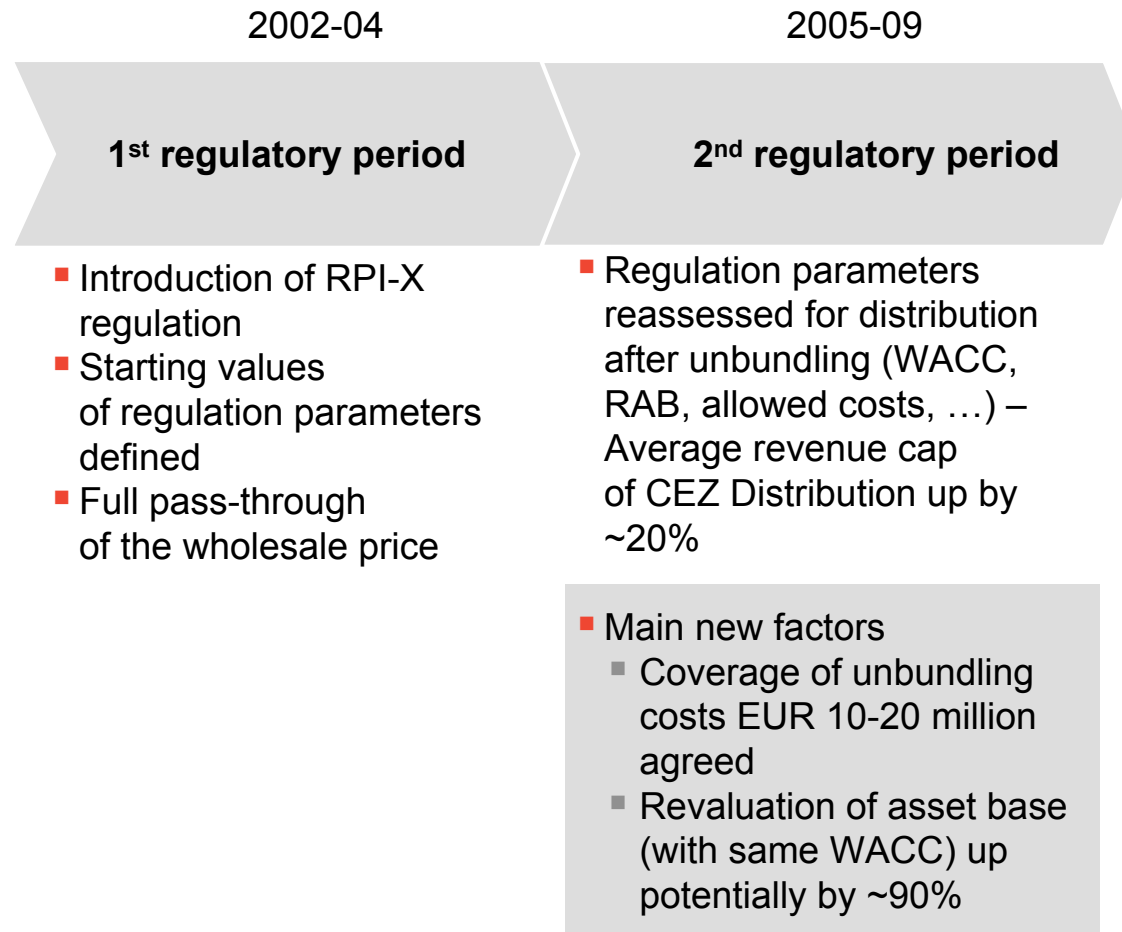 2002-04
2005-09
1st regulatory period
2nd regulatory period
▪ Introduction of RPI-X
regulation
▪ Starting values
of regulation parameters
defined
▪ Full pass-through
of the wholesale price
▪ Regulation parameters
reassessed for distribution
after unbundling (WACC,
RAB, allowed costs, …) –
Average revenue cap
of CEZ Distribution up by
~20%
▪ Main new factors
▪ Coverage of unbundling
costs EUR 10-20 million
agreed
▪ Revaluation of asset base
(with same WACC) up
potentially by ~90%